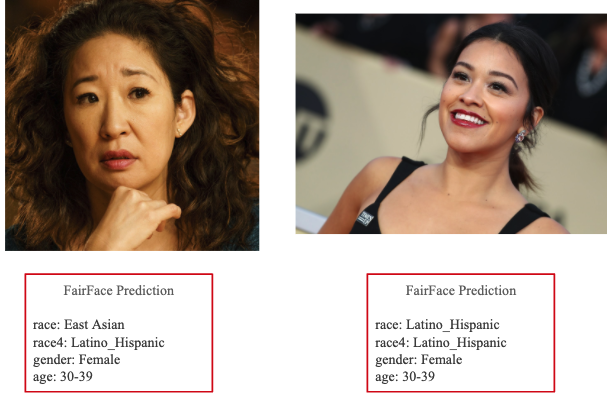 FairFace Prediction
race: East Asian
race4: Latino_Hispanic
gender: Female
age: 30-39
FairFace Prediction
race: Latino_Hispanic
race4: Latino_Hispanic
gender: Female
age: 30-39